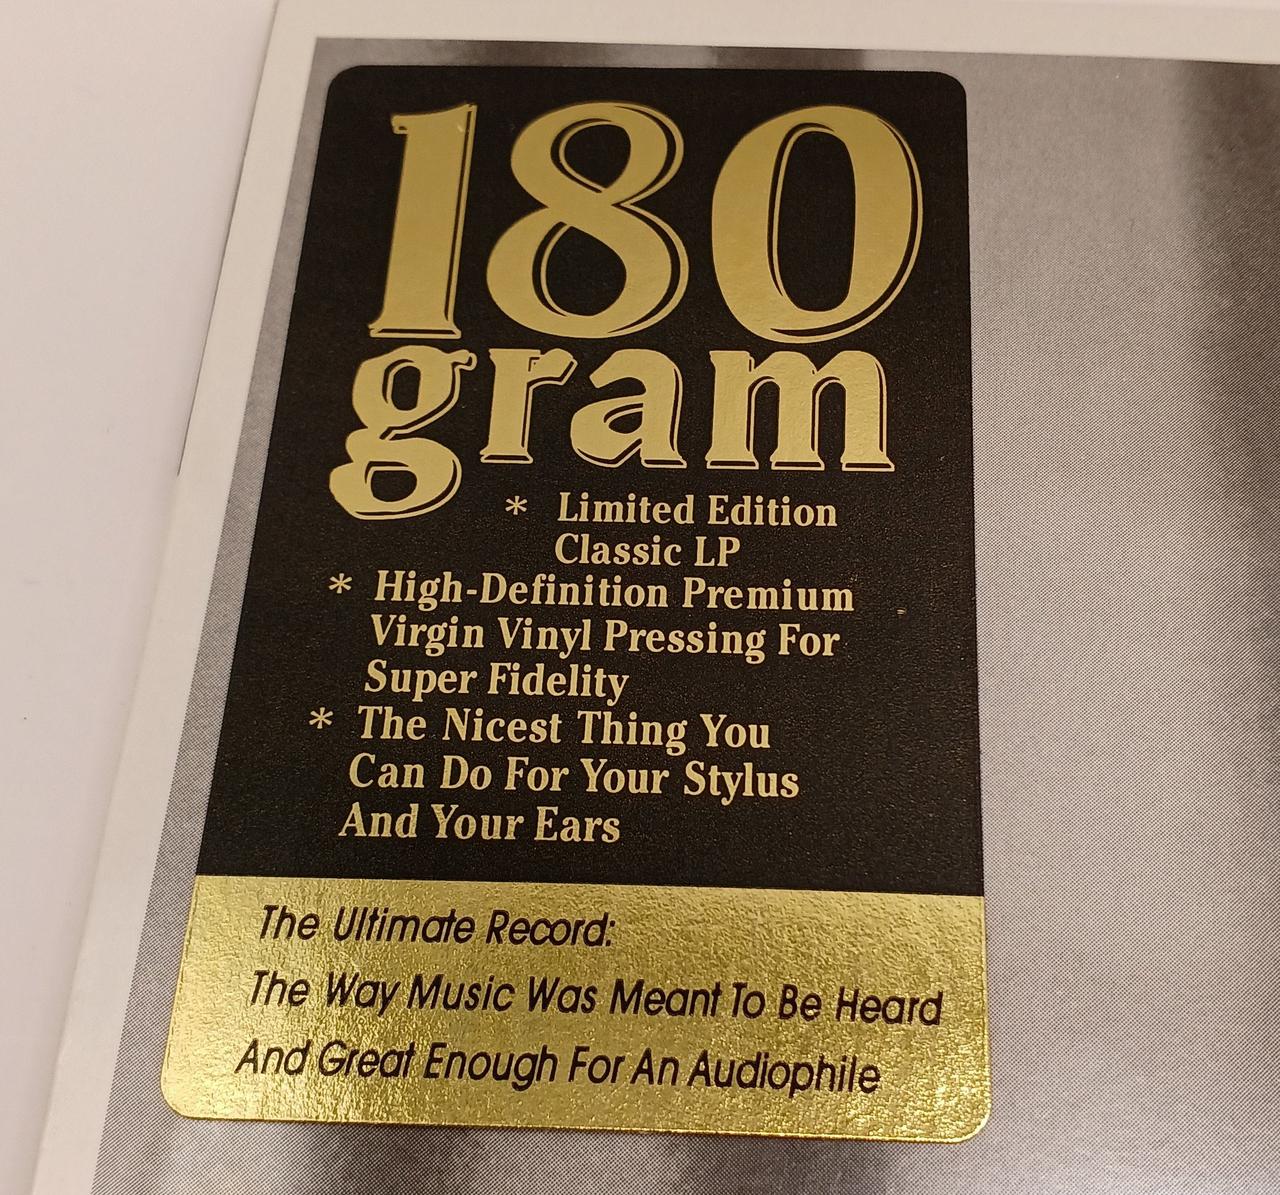 180
gram
* Limited Edition
Classic LP
* High-Definition Premium
Virgin Vinyl Pressing For
Super Fidelity
* The Nicest Thing You
Can Do For Your Stylus
And Your Ears
The Ultimate Record:
The Way Music Was Meant To Be Heard
And Great Enough For An Audiophile